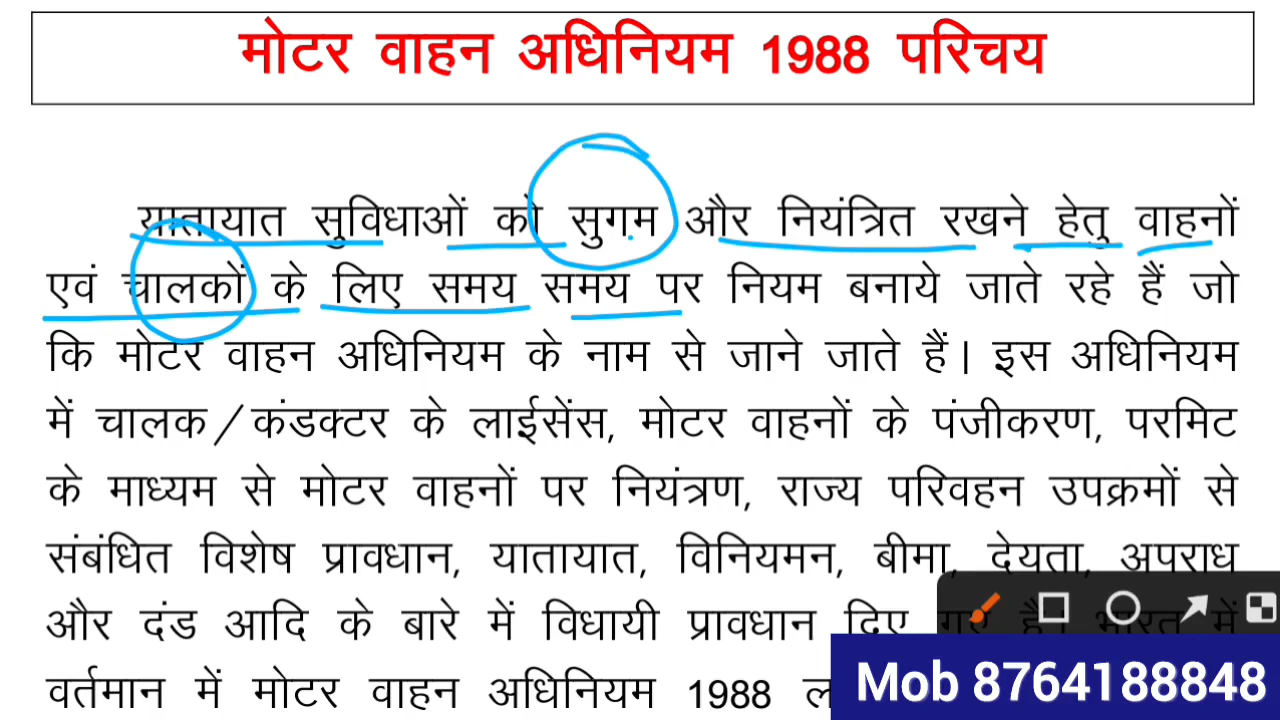 मोटर वाहन अधिनियम 1988 परिचय
यातायात सुविधाओं को सुगम और नियंत्रित रखने हेतु वाहनों
एवं चालकों के लिए समय समय पर नियम बनाये जाते रहे हैं जो
कि मोटर वाहन अधिनियम के नाम से जाने जाते हैं। इस अधिनियम
में चालक/कंडक्टर के लाईसेंस, मोटर वाहनों के पंजीकरण, परमिट
के माध्यम से मोटर वाहनों पर नियंत्रण, राज्य परिवहन उपक्रमों से
संबंधित विशेष प्रावधान, यातायात, विनियमन, बीमा, देयता, अपराध
और दंड आदि के बारे में विधायी प्रावधान दिए गए हैं। भारत में
वर्तमान में मोटर वाहन अधिनियम 1988
Mob 8764188848